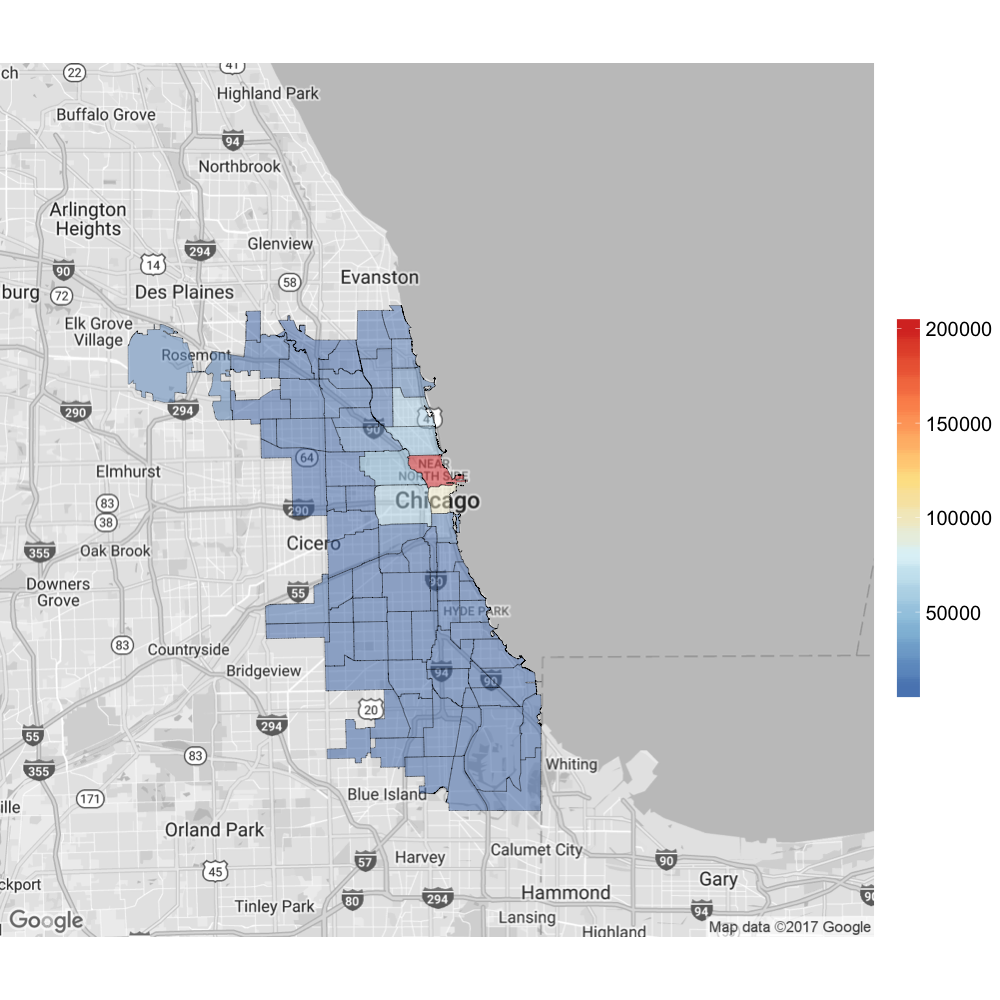 41
ch
22
Highland Park
Buffalo Grove
94
Northbrook
Arlington
Heights
294
Glenview
90
14
Evanston
58
burg
72
Des Plaines
Elk Grove
Village
200000
Rosemont
290
294
4
150000
90
64
NEAR
NORTH SIDE
Elmhurst
83
290
Chicago
100000
38
355
Oak Brook
Cicero
Downers
Grove
55
90
50000
HYDE PARK
83
Countryside
Bridgeview
94
90
20
55
294
83
Whiting
355
171
Blue Island
ille
Orland Park
45
57
Harvey
Calumet City
90
Gary
ckport
Tinley Park
80
294
Hammond
90
94
Lansing
Highland
Google
Map data ©2017 Google